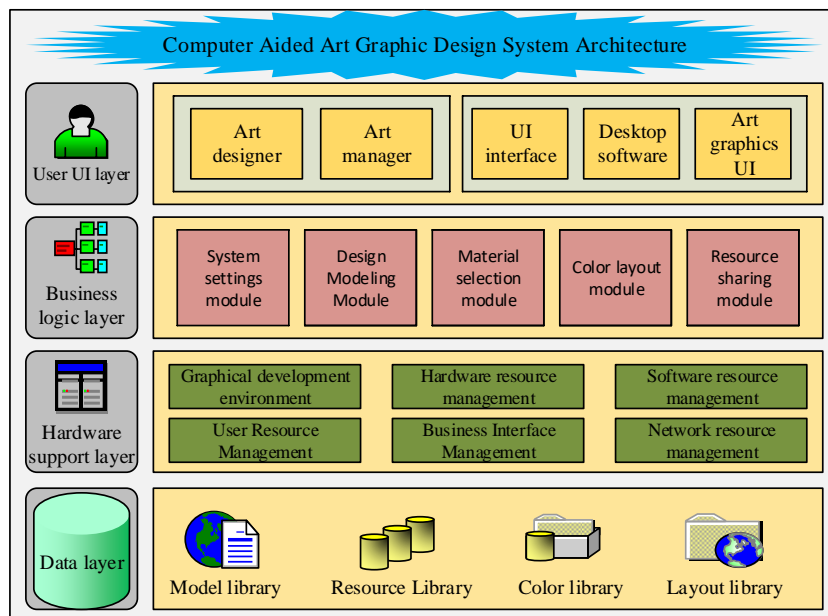 Computer Aided Art Graphic Design System Architecture
User UI layer
Art
designer
Art
manager
UI
interface
Desktop
software
Art
graphics
UI
Business
logic layer
System
settings
module
Design
Modeling
Module
Material
selection
module
Color layout
module
Resource
sharing
module
Hardware
support layer
Graphical development
environment
Hardware resource
management
Software resource
management
User Resource
Management
Business Interface
Management
Network resource
management
Data layer
Model library
Resource Library
Color library
Layout library